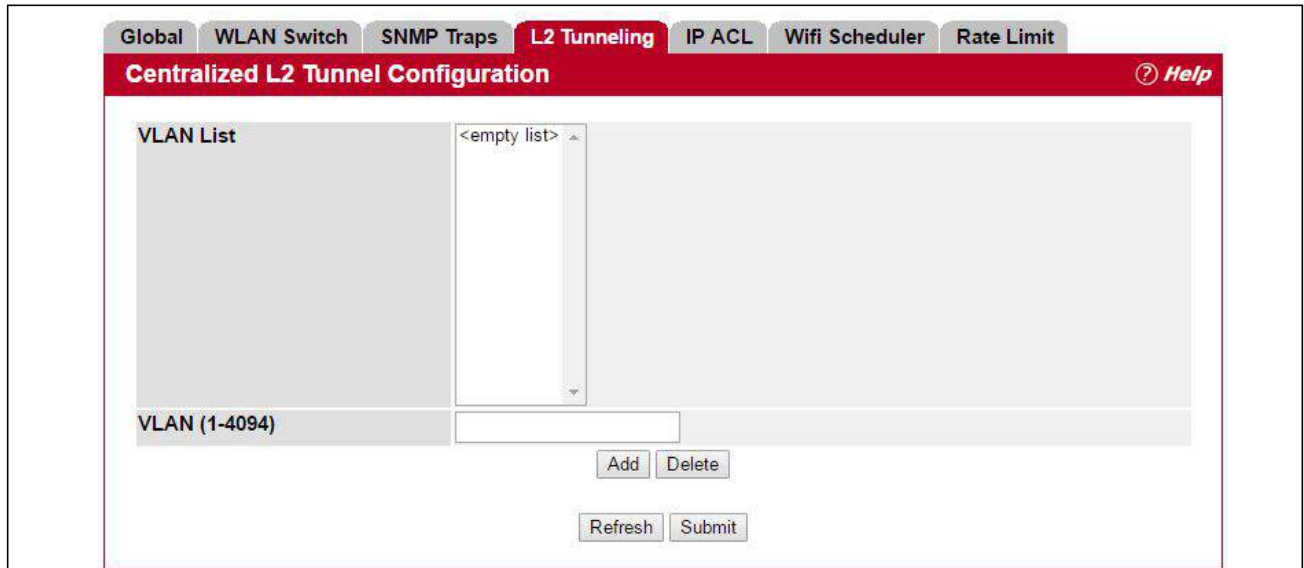 Global WLAN Switch SNMP Traps L2 Tunneling IP ACL Wifi Scheduler Rate Limit
Centralized L2 Tunnel Configuration ? Help
VLAN List <empty list>
VLAN (1-4094)
Add Delete
Refresh Submit